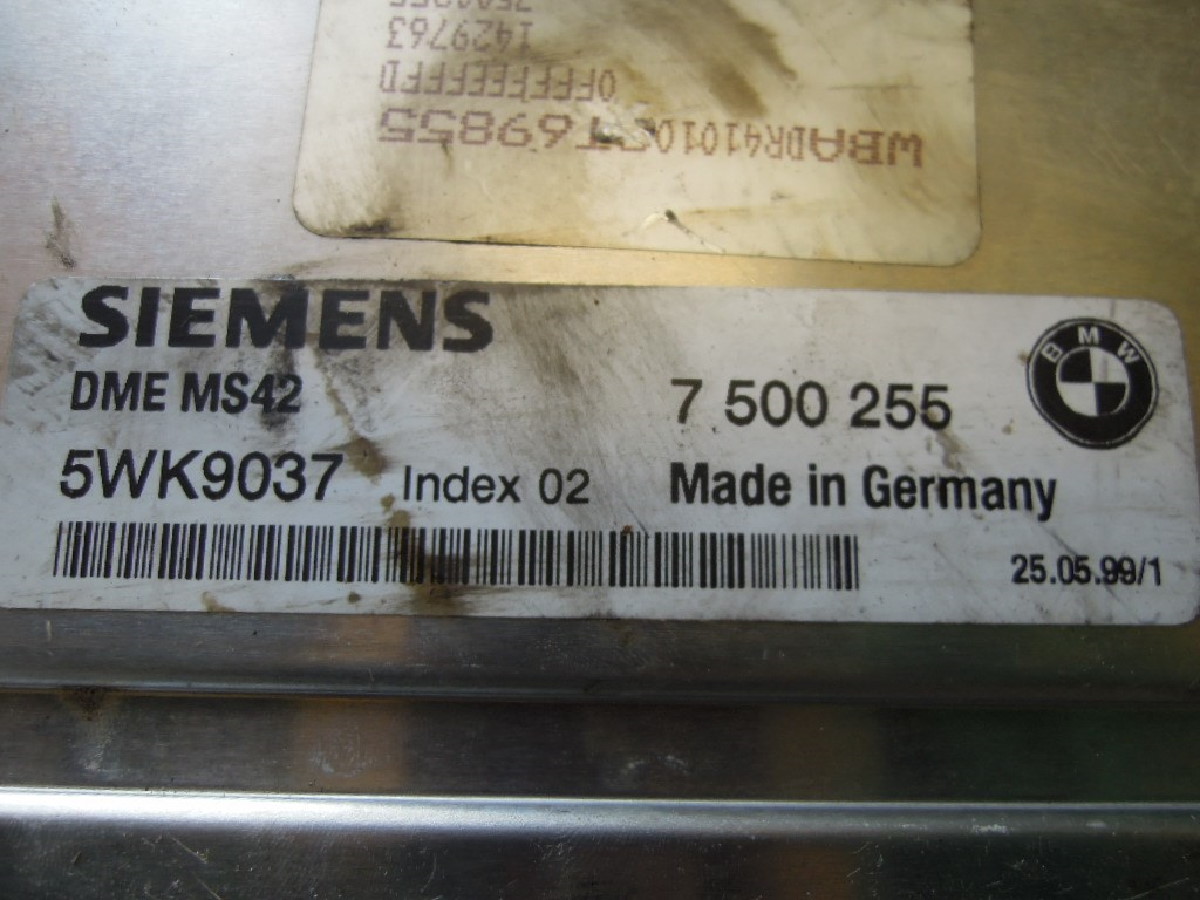 WBADR41010GT69855
1429763
SIEMENS
DME MS42
7 500 255
BMW
5WK9037 Index 02
Made in Germany
25.05.99/1